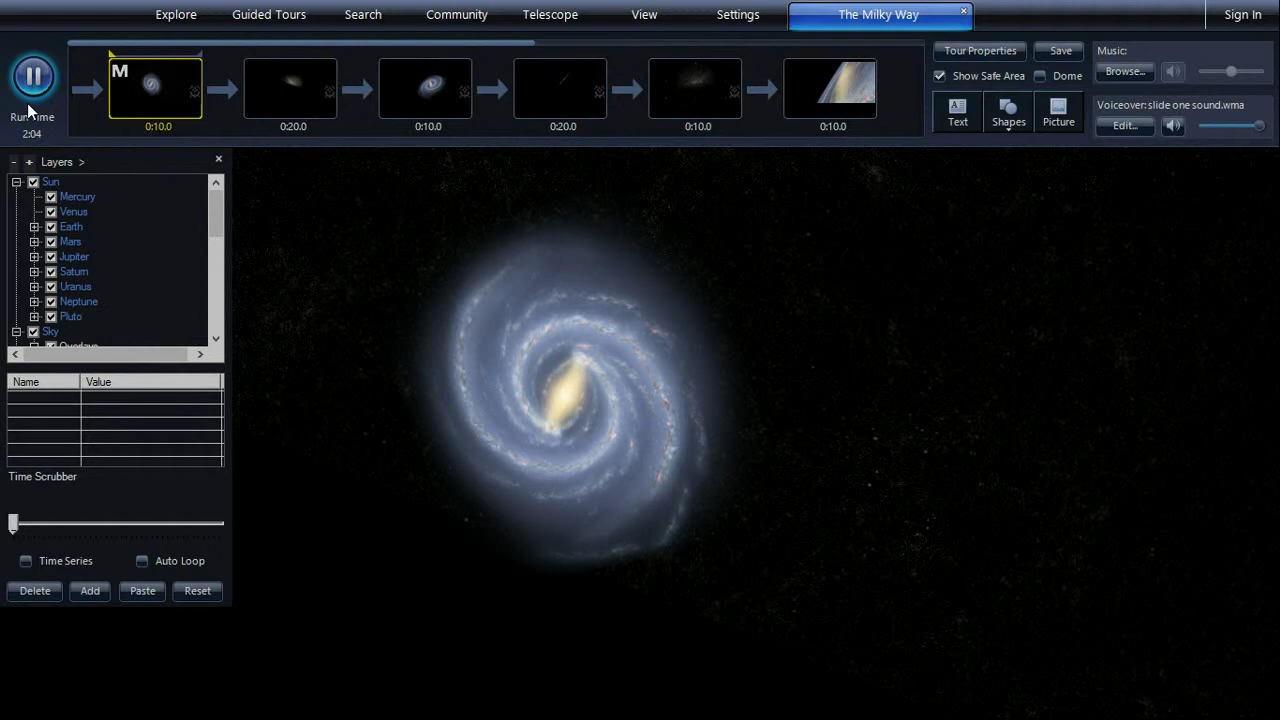 Explore
Guided Tours
Search
Community
Telescope
View
Settings
The Milky Way
Sign In
Tour Properties
Save
Show Safe Area
Dome
Text
Shapes
Picture
Music:
Browse...
Voiceover: slide one sound.wma
Edit...
Run Time
2:04
M
0:10.0
0:20.0
0:10.0
0:20.0
0:10.0
0:10.0
Layers >
Sun
Mercury
Venus
Earth
Mars
Jupiter
Saturn
Uranus
Neptune
Pluto
Sky
Overlays
Name Value
Time Scrubber
Time Series
Auto Loop
Delete
Add
Paste
Reset